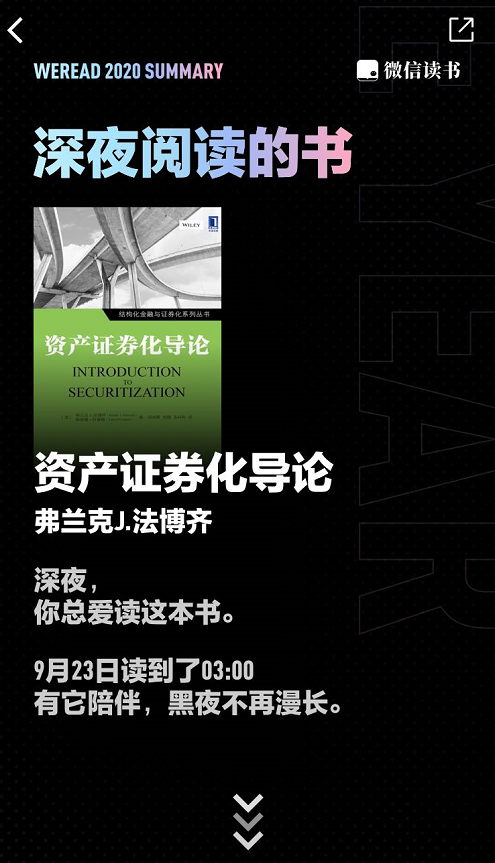 WEREAD 2020 SUMMARY
微信读书
深夜阅读的书
WILEY
结构化金融与证券化系列丛书
资产证券化导论
INTRODUCTION
TO
SECURITIZATION
资产证券化导论
弗兰克J.法博齐
深夜，
你总爱读这本书。
9月23日读到了03:00
有它陪伴，黑夜不再漫长。
YEAR